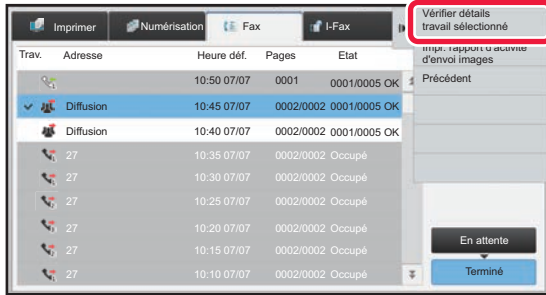 Imprimer Numérisation Fax I-Fax
Vérifier détails
travail sélectionné
Impr. rapport d'activité
d'envoi images
Précédent
Trav. Adresse Heure déf. Pages Etat
10:50 07/07 0001 0001/0005 OK
Diffusion 10:45 07/07 0002/0002 0001/0005 OK
Diffusion 10:40 07/07 0002/0002 0001/0005 OK
27 10:35 07/07 0002/0002 Occupé
27 10:30 07/07 0002/0002 Occupé
27 10:25 07/07 0002/0002 Occupé
27 10:20 07/07 0002/0002 Occupé
27 10:15 07/07 0002/0002 Occupé
27 10:10 07/07 0002/0002 Occupé
En attente
Terminé